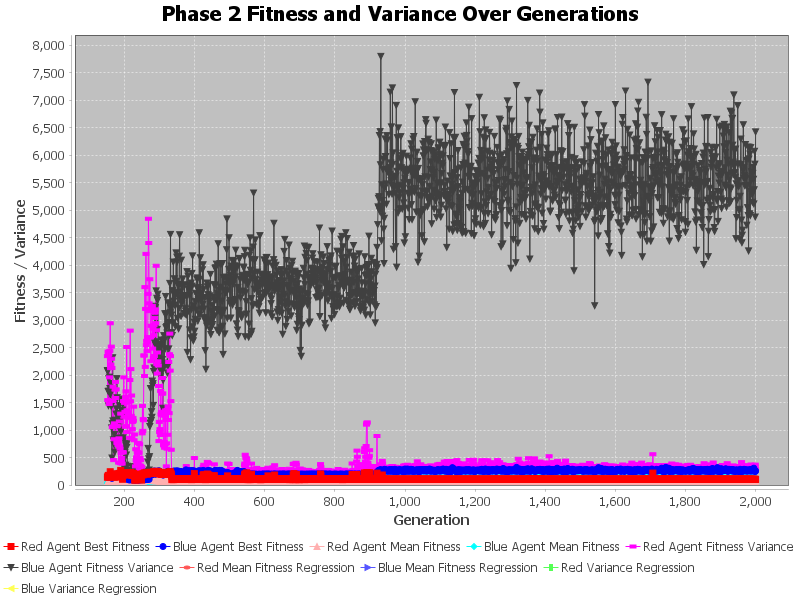 Phase 2 Fitness and Variance Over Generations
8,000
7,500
7,000
6,500
6,000
5,500
5,000
4,500
4,000
3,500
3,000
2,500
2,000
1,500
1,000
500
0
Fitness / Variance
200 400 600 800 1,000 1,200 1,400 1,600 1,800 2,000
Generation
Red Agent Best Fitness Blue Agent Best Fitness Red Agent Mean Fitness Blue Agent Mean Fitness Red Agent Fitness Variance
Blue Agent Fitness Variance Red Mean Fitness Regression Blue Mean Fitness Regression Red Variance Regression
Blue Variance Regression